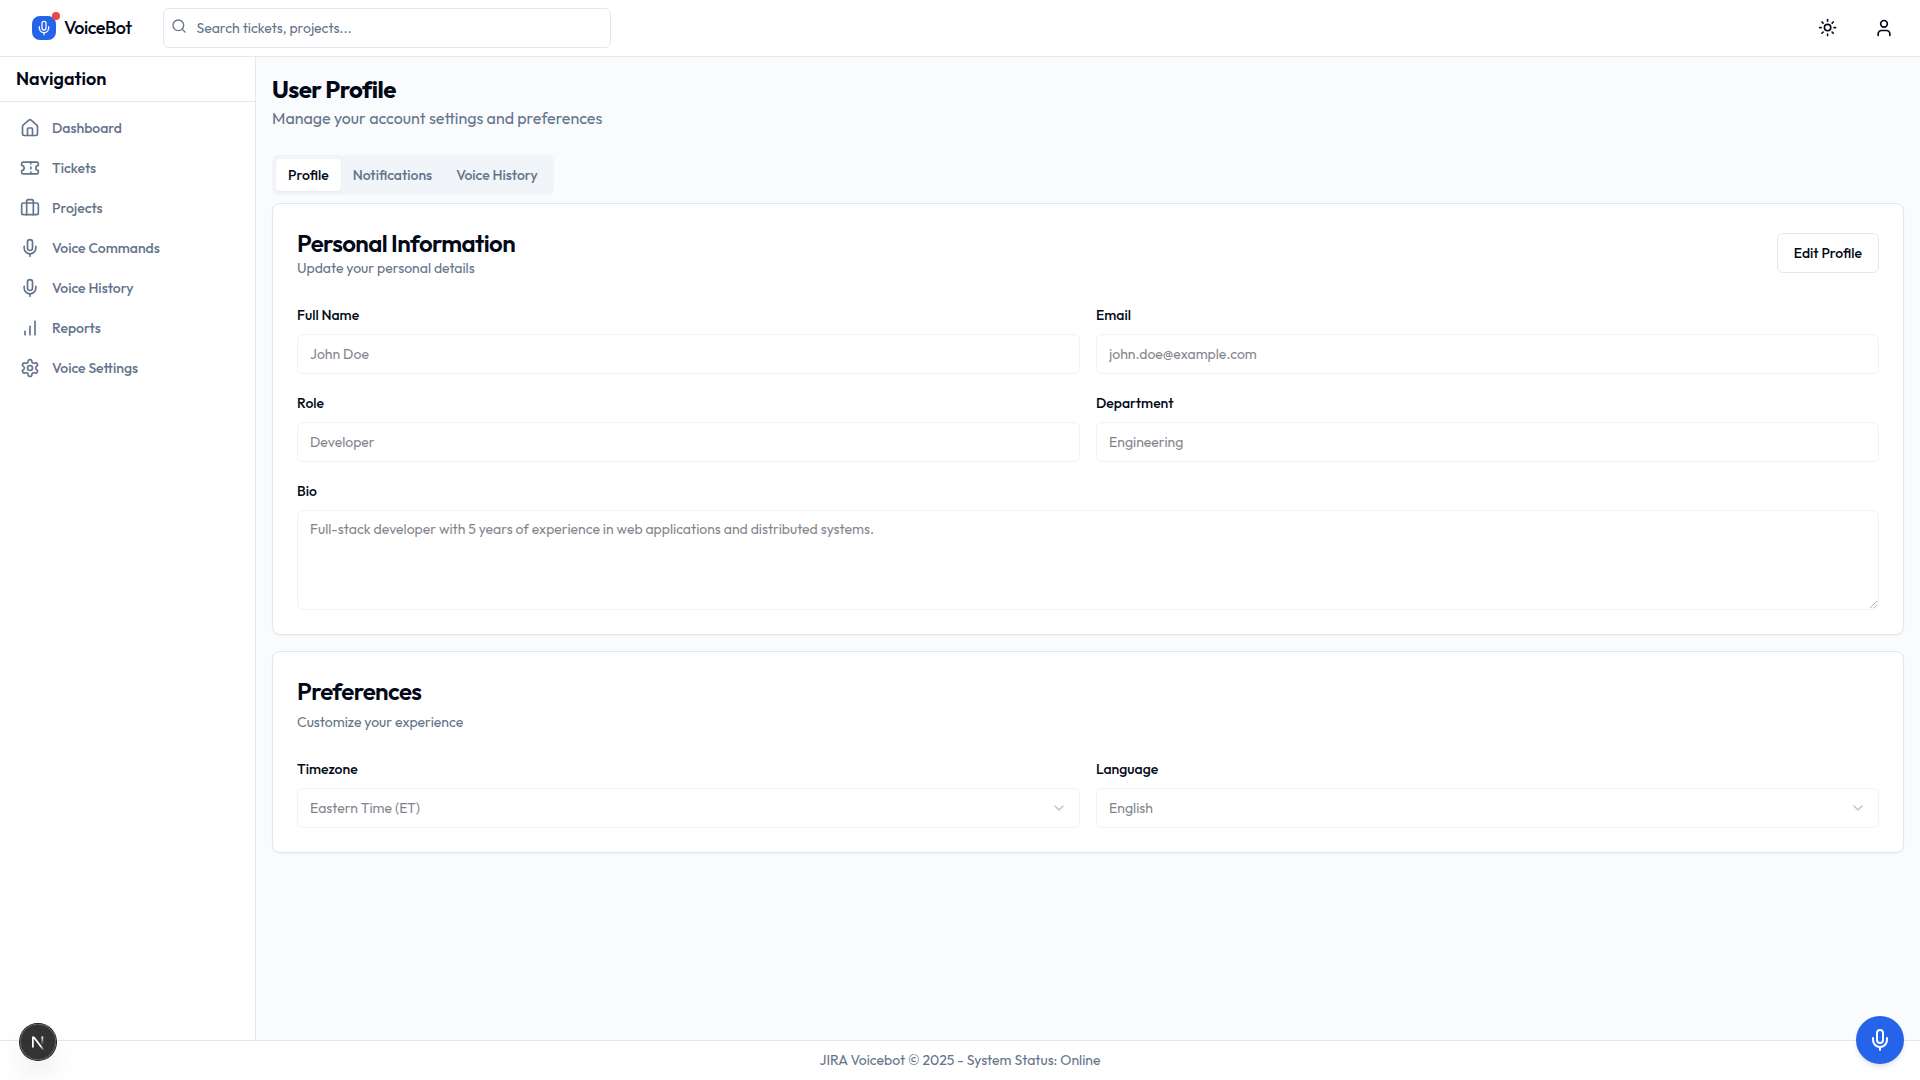 VoiceBot
Search tickets, projects...
Navigation
Dashboard
Tickets
Projects
Voice Commands
Voice History
Reports
Voice Settings
User Profile
Manage your account settings and preferences
Profile
Notifications
Voice History
Personal Information
Update your personal details
Edit Profile
Full Name
John Doe
Email
john.doe@example.com
Role
Developer
Department
Engineering
Bio
Full-stack developer with 5 years of experience in web applications and distributed systems.
Preferences
Customize your experience
Timezone
Eastern Time (ET)
Language
English
N
JIRA Voicebot © 2025 - System Status: Online